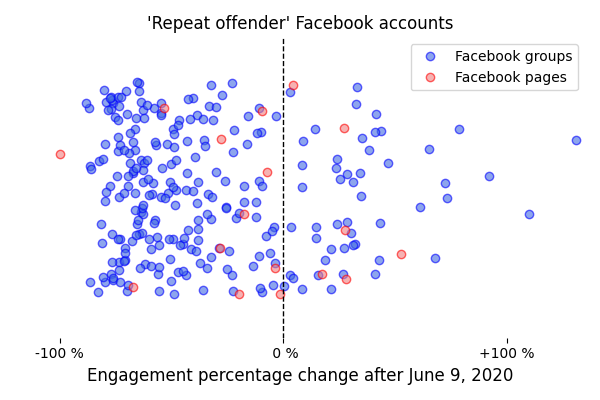 'Repeat offender' Facebook accounts
Facebook groups
Facebook pages
-100 %
0 %
+100 %
Engagement percentage change after June 9, 2020